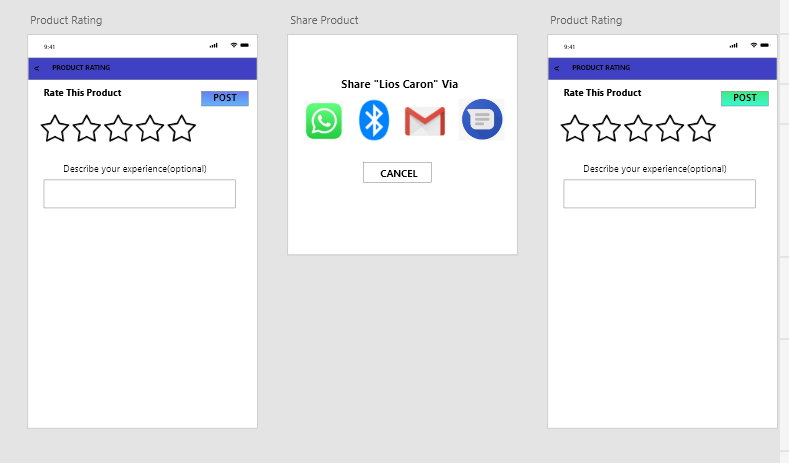 Product Rating
9:41
< PRODUCT RATING
Rate This Product
POST
Describe your experience(optional)
Share Product
Share "Lios Caron" Via
CANCEL
Product Rating
9:41
< PRODUCT RATING
Rate This Product
POST
Describe your experience(optional)